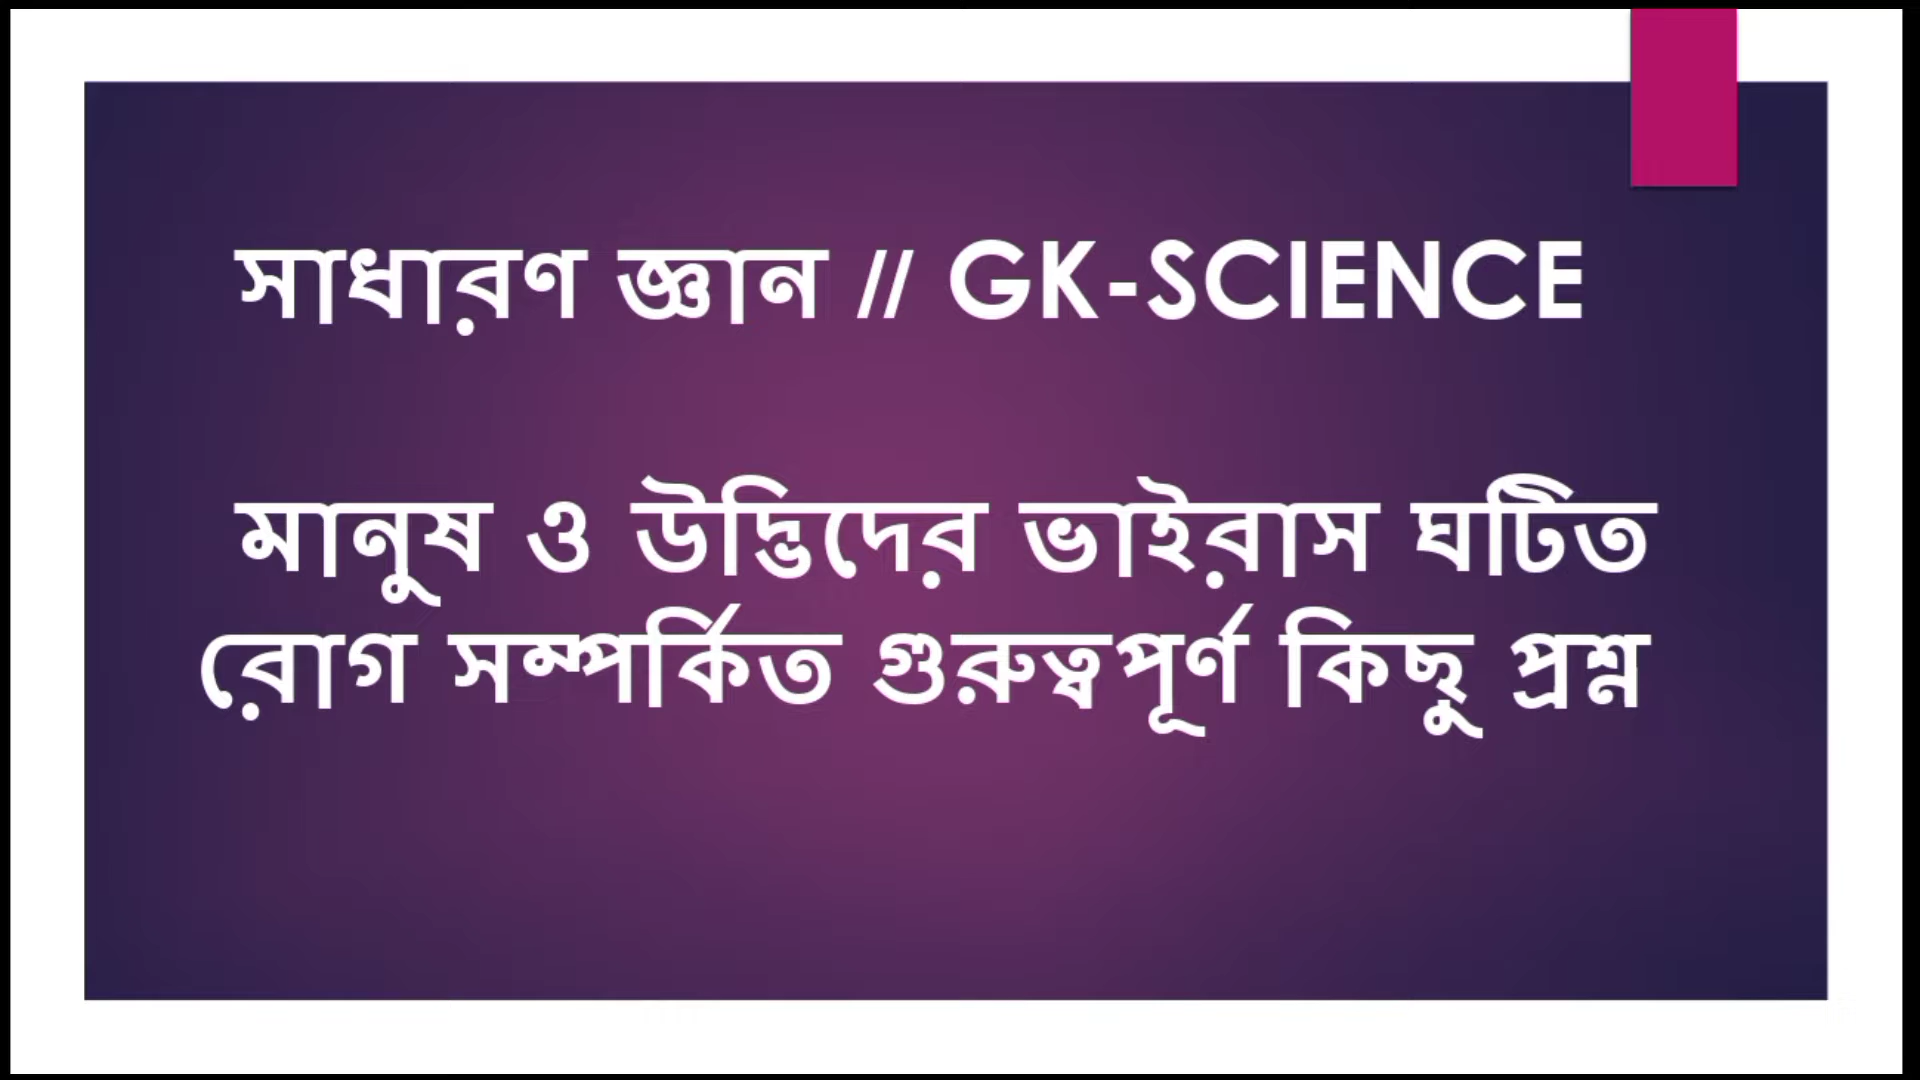 সাধারণ জ্ঞান // GK-SCIENCE
মানুষ ও উদ্ভিদের ভাইরাস ঘটিত
রোগ সম্পর্কিত গুরুত্বপূর্ণ কিছু প্রশ্ন